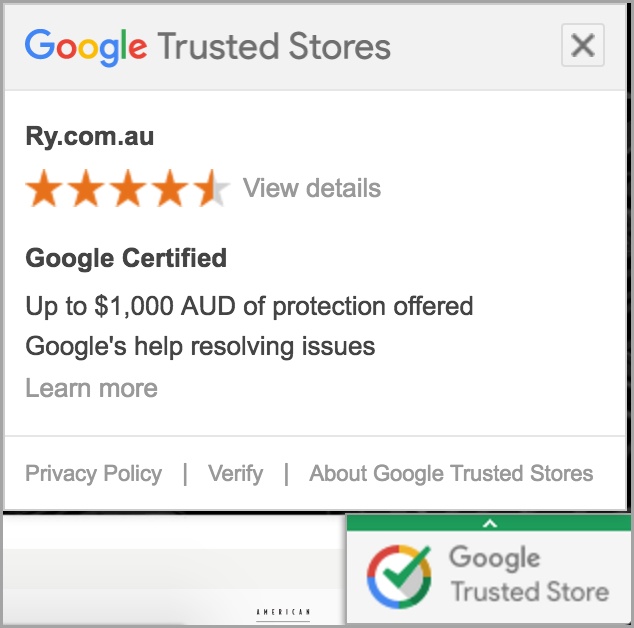 Google Trusted Stores
Ry.com.au
View details
Google Certified
Up to $1,000 AUD of protection offered
Google's help resolving issues
Learn more
Privacy Policy | Verify | About Google Trusted Stores
Google
Trusted Store
AMERICAN